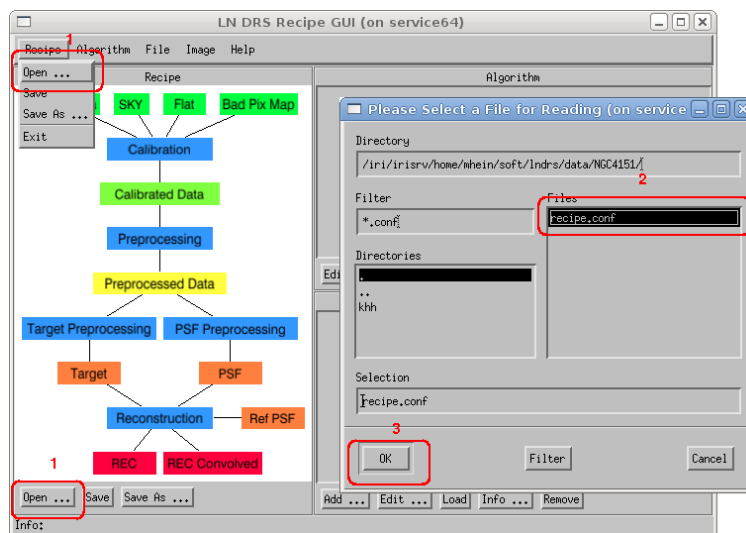 LN DRS Recipe GUI (on service64)
1
Recipe Algorithm File Image Help
Open ...
Save
Save As ...
Exit
Recipe
Algorithm
SKY Flat Bad Pix Map
Calibration
Calibrated Data
Preprocessing
Preprocessed Data
Target Preprocessing PSF Preprocessing
Target PSF
Reconstruction Ref PSF
REC REC Convolved
1
Open ... Save Save As ...
Info:
Please Select a File for Reading (on service
Directory
/iri/irisrv/home/mhein/soft/lndrs/data/NGC4151/
2
Filter
*.conf
Files
recipe.conf
Directories
.
..
khh
Selection
recipe.conf
3
OK Filter Cancel
Add ... Edit ... Load Info ... Remove